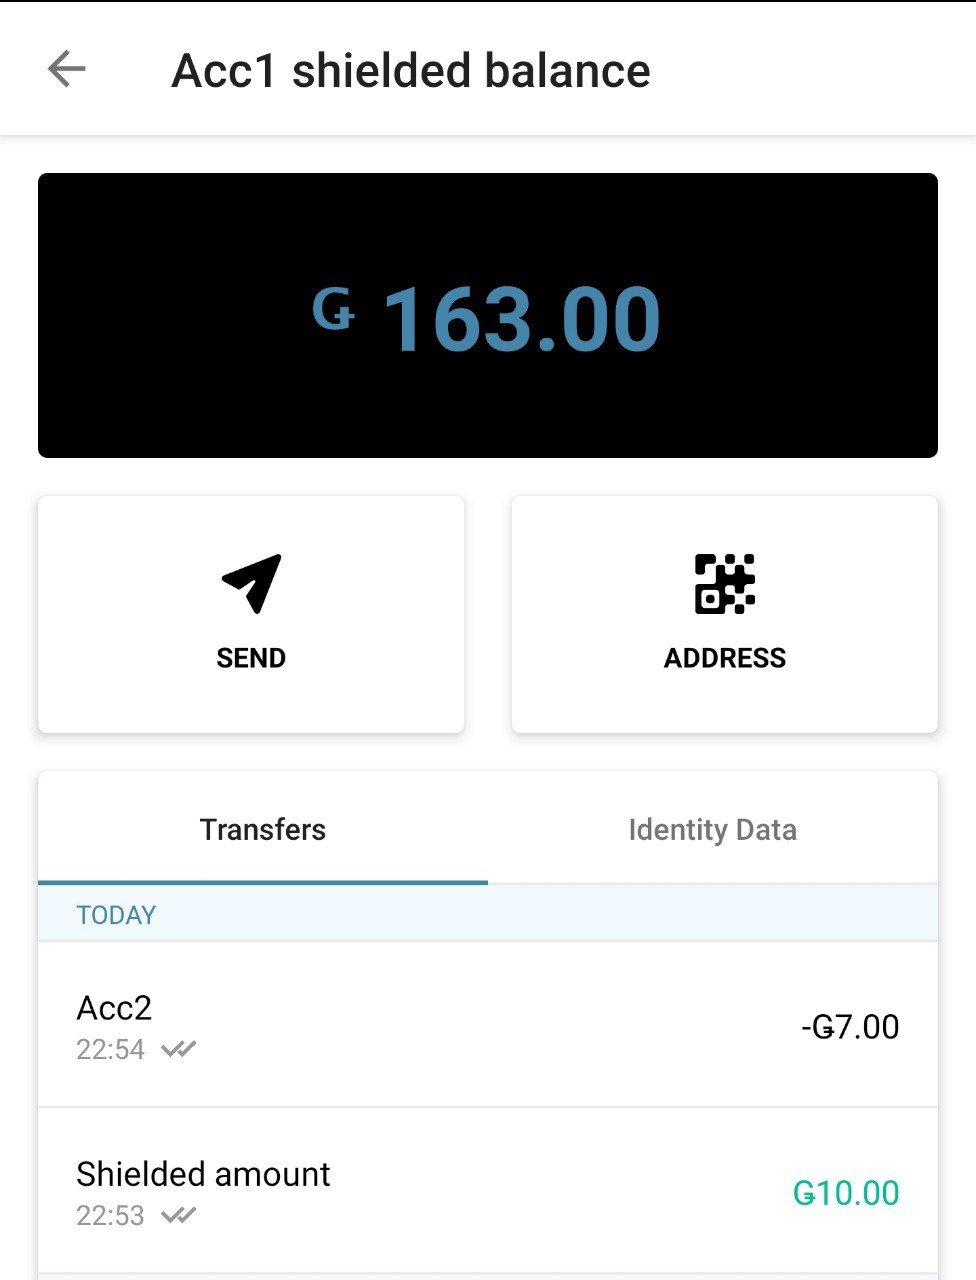 Acc1 shielded balance
Ǥ 163.00
SEND
ADDRESS
Transfers
Identity Data
TODAY
Acc2
-Ǥ7.00
22:54
Shielded amount
Ǥ10.00
22:53